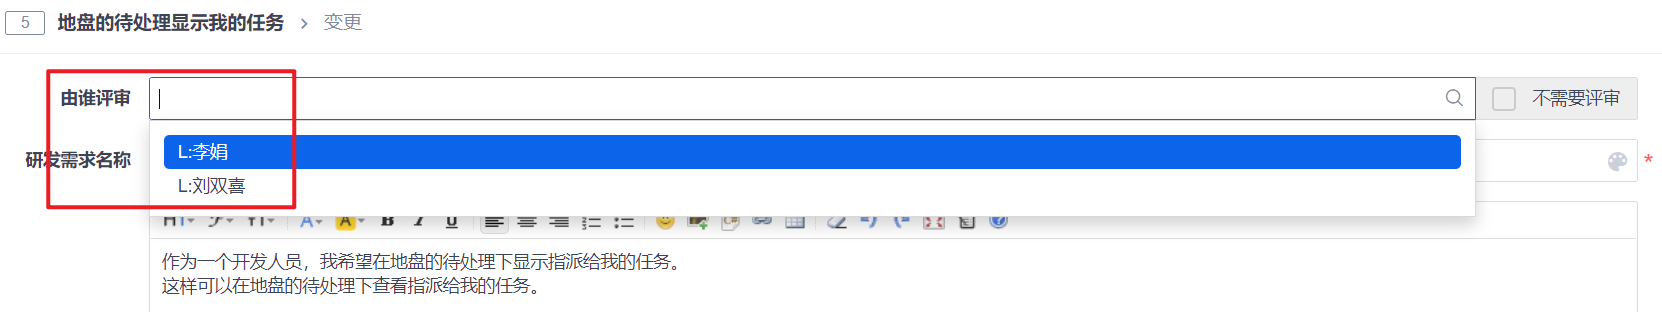 5 地盘的待处理显示我的任务 > 变更
由谁评审
不需要评审
L:李娟
研发需求名称
*
L:刘双喜
作为一个开发人员，我希望在地盘的待处理下显示指派给我的任务。
这样可以在地盘的待处理下查看指派给我的任务。